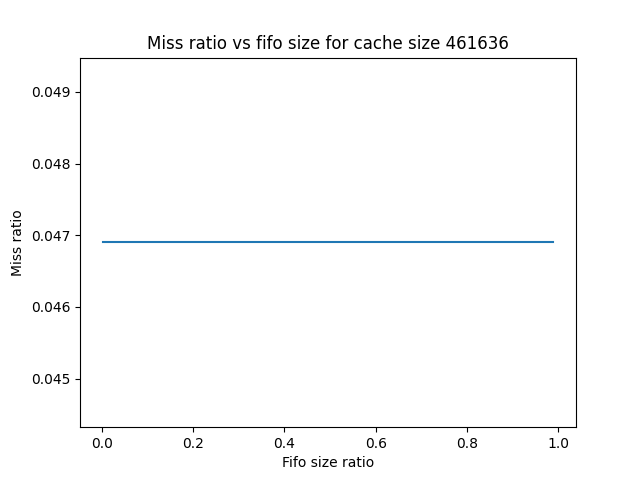 Miss ratio vs fifo size for cache size 461636
0.049
0.048
0.047
0.046
0.045
Miss ratio
0.0 0.2 0.4 0.6 0.8 1.0
Fifo size ratio